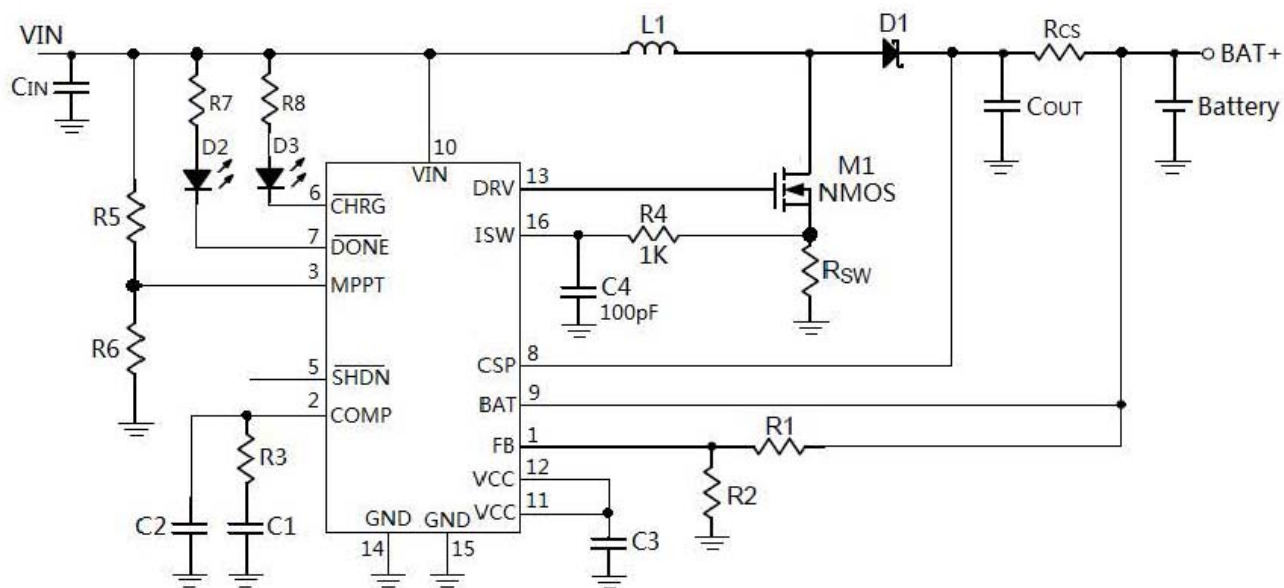 VIN
L1
D1
RCS
BAT+
CIN
R7
R8
COUT
Battery
D2
D3
10
VIN
M1
NMOS
DRV
13
6
CHRG
R5
ISW
16
R4
1K
7
DONE
RSW
3
MPPT
C4
100pF
R6
CSP
8
5
SHDN
2
COMP
BAT
9
R1
FB
1
R3
VCC
12
R2
VCC
11
C2
C1
GND
GND
C3
14
15